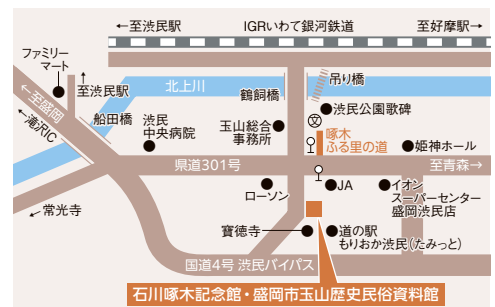 ←至渋民駅
IGRいわて銀河鉄道
至好摩駅→
ファミリー
マート
至渋民駅
北上川
鶴飼橋
吊り橋
←至盛岡
←滝沢IC
船田橋
渋民
中央病院
玉山総合
事務所
文
渋民公園歌碑
啄木
ふる里の道
姫神ホール
県道301号
至青森→
ローソン
JA
イオン
スーパーセンター
盛岡渋民店
常光寺
寶德寺
道の駅
もりおか渋民(たみっと)
国道4号 渋民バイパス
石川啄木記念館・盛岡市玉山歴史民俗資料館